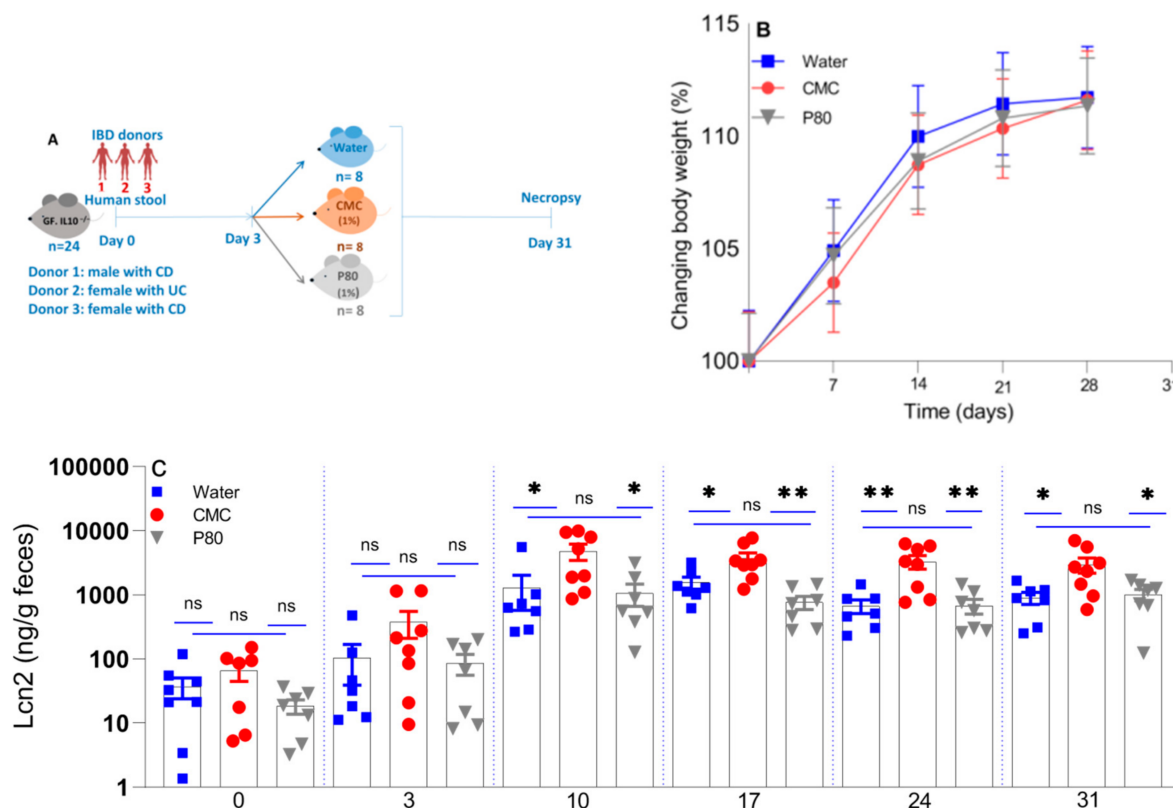 A
IBD donors
1 2 3
Human stool
GF. IL10 -/-
n=24
Day 0
Day 3
Water
n= 8
CMC
(1%)
n= 8
P80
(1%)
n= 8
Necropsy
Day 31
Donor 1: male with CD
Donor 2: female with UC
Donor 3: female with CD
B
Water
CMC
P80
Changing body weight (%)
115
110
105
100
7 14 21 28 31
Time (days)
C
Water
CMC
P80
Lcn2 (ng/g feces)
100000
10000
1000
100
10
1
ns ns ns
ns ns ns
* ns *
* ns **
** ns **
* ns *
0 3 10 17 24 31